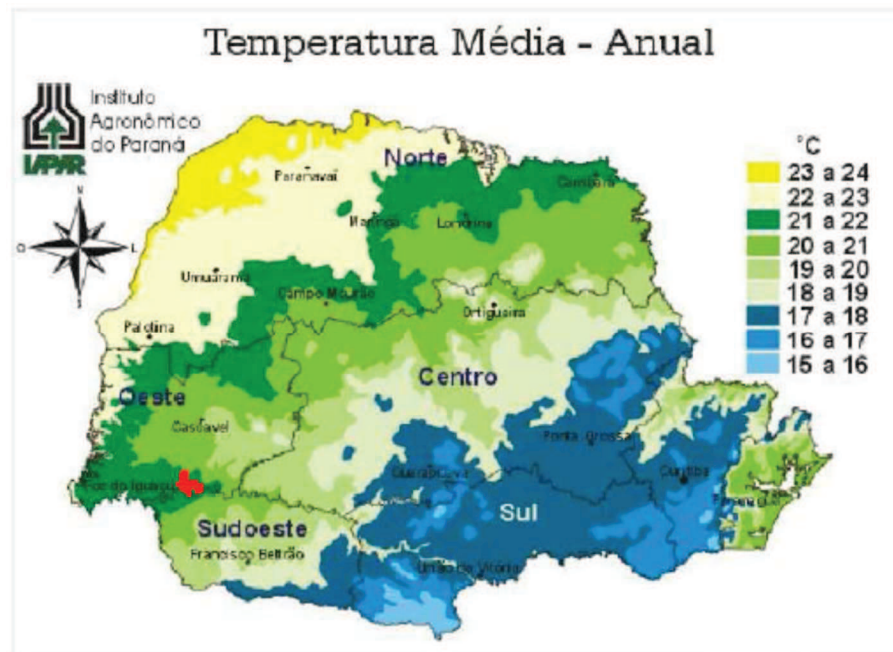 Temperatura Média - Anual
Instituto
Agronômico
do Paraná
IAPAR
N
O
L
S
Norte
Paranavaí
Cambará
Maringá
Londrina
Umuarama
Campo Mourão
Ortigueira
Palotina
Oeste
Centro
Cascavel
Ponta Grossa
Guarapuava
Curitiba
Foz do Iguaçu
Sul
Sudoeste
Francisco Beltrão
União da Vitória
°C
23 a 24
22 a 23
21 a 22
20 a 21
19 a 20
18 a 19
17 a 18
16 a 17
15 a 16